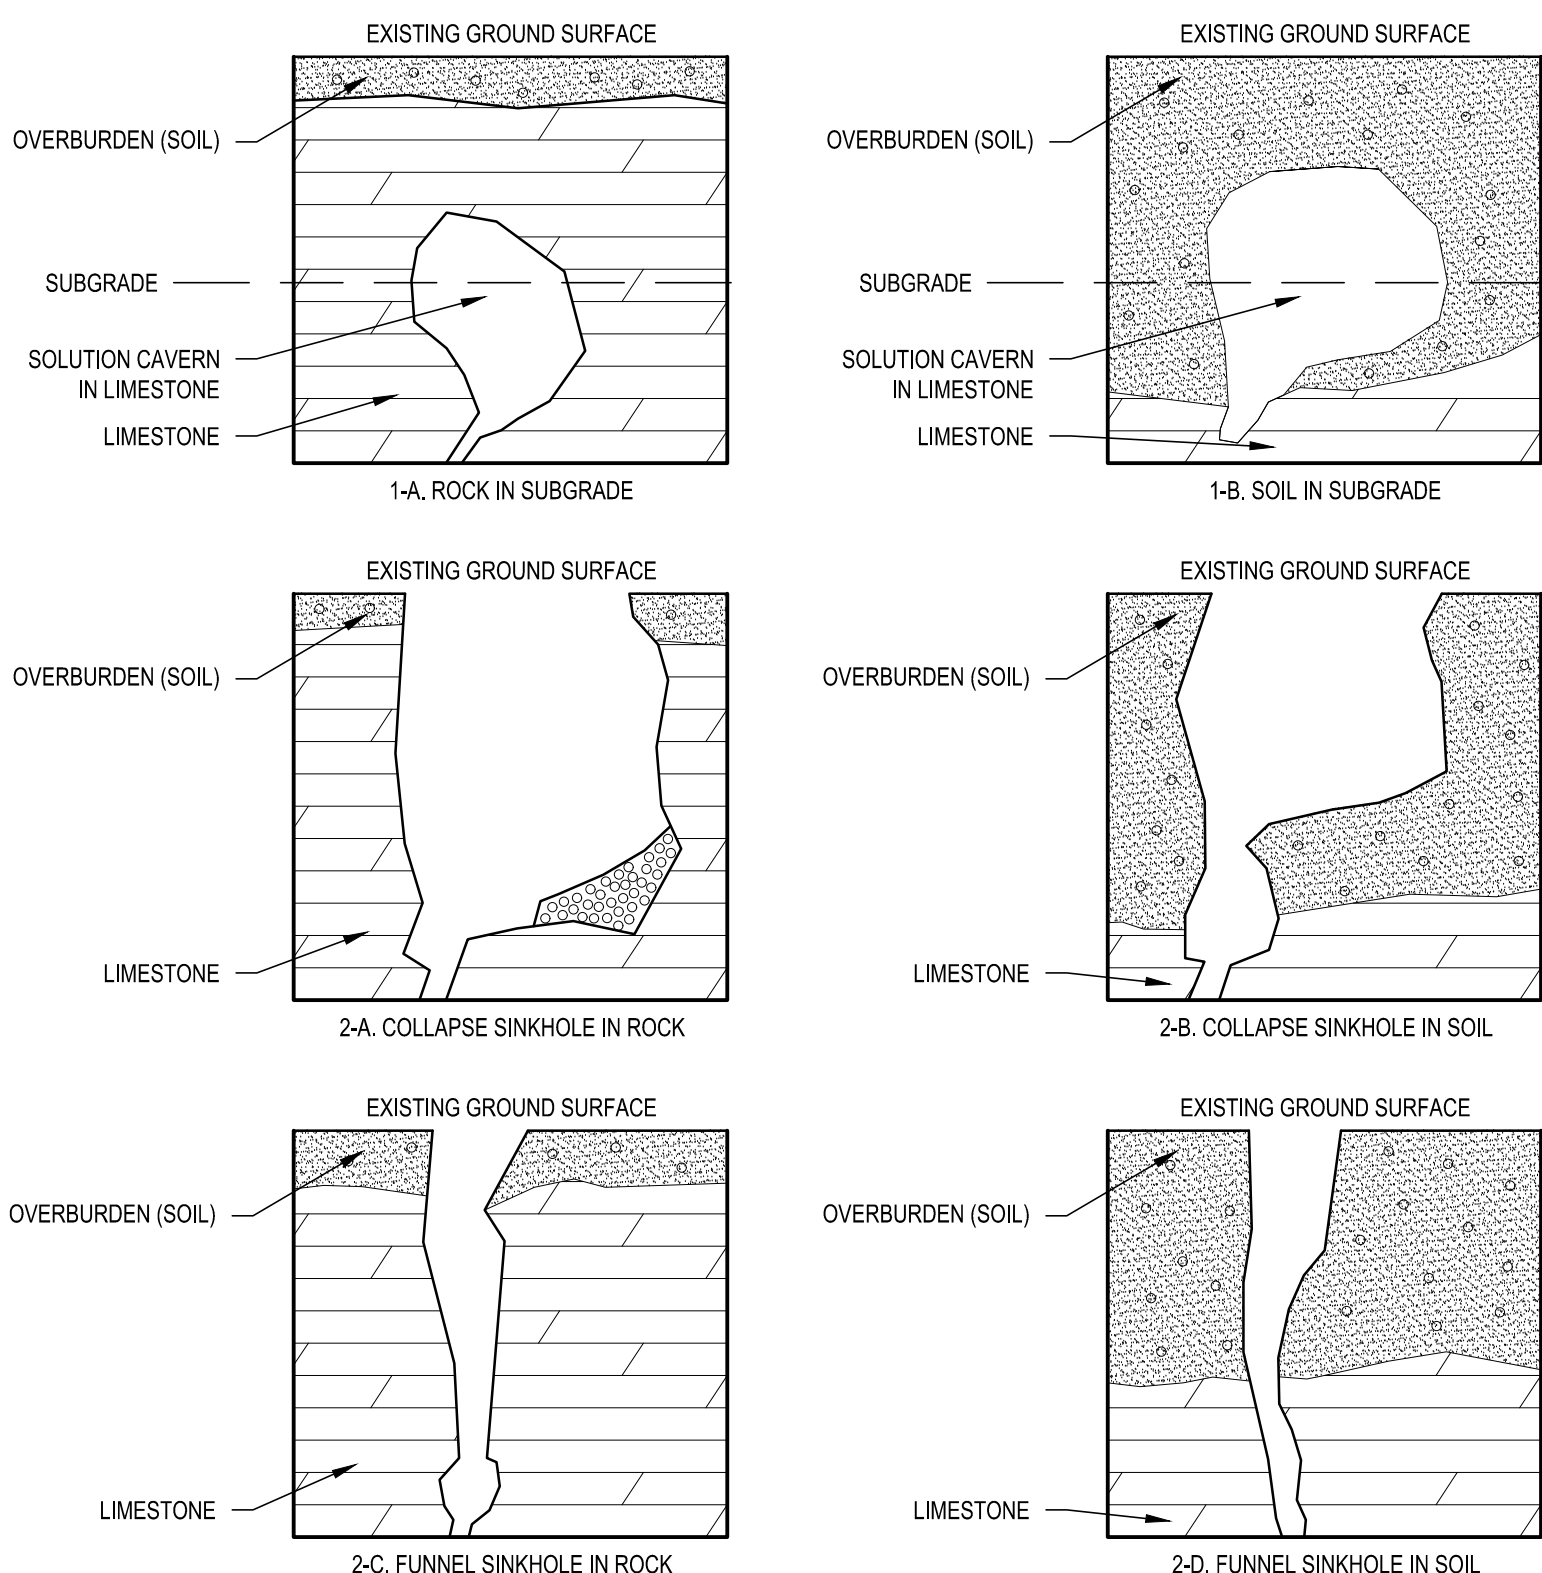 EXISTING GROUND SURFACE
OVERBURDEN (SOIL)
SUBGRADE
SOLUTION CAVERN
IN LIMESTONE
LIMESTONE
1-A. ROCK IN SUBGRADE
EXISTING GROUND SURFACE
OVERBURDEN (SOIL)
SUBGRADE
SOLUTION CAVERN
IN LIMESTONE
LIMESTONE
1-B. SOIL IN SUBGRADE
EXISTING GROUND SURFACE
OVERBURDEN (SOIL)
LIMESTONE
2-A. COLLAPSE SINKHOLE IN ROCK
EXISTING GROUND SURFACE
OVERBURDEN (SOIL)
LIMESTONE
2-B. COLLAPSE SINKHOLE IN SOIL
EXISTING GROUND SURFACE
OVERBURDEN (SOIL)
LIMESTONE
2-C. FUNNEL SINKHOLE IN ROCK
EXISTING GROUND SURFACE
OVERBURDEN (SOIL)
LIMESTONE
2-D. FUNNEL SINKHOLE IN SOIL